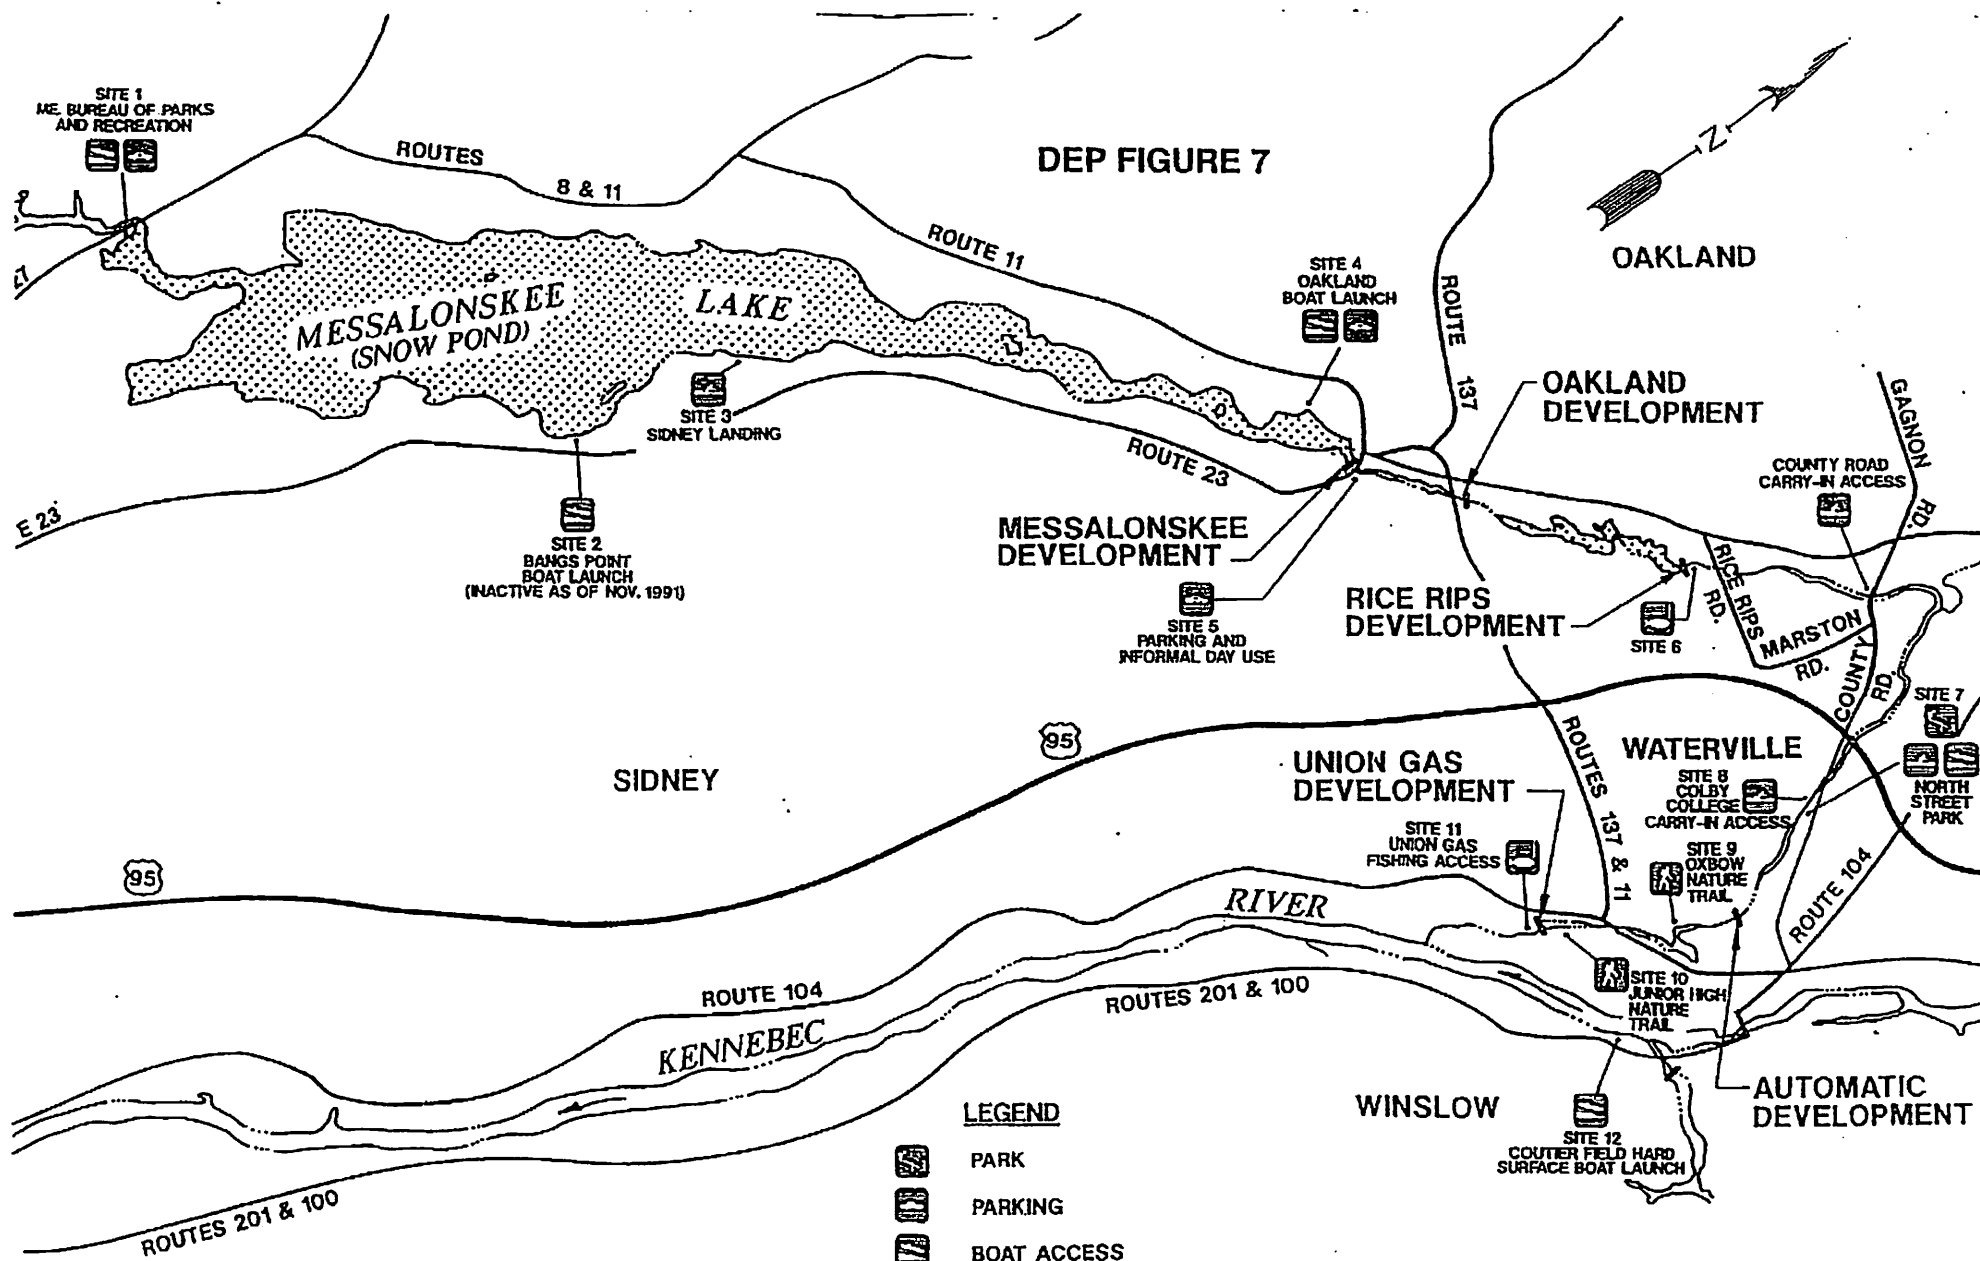 SITE 1
ME. BUREAU OF PARKS
AND RECREATION
ROUTES
8 & 11
DEP FIGURE 7
N
OAKLAND
ROUTE 11
27
MESSALONSKEE
(SNOW POND)
LAKE
SITE 4
OAKLAND
BOAT LAUNCH
ROUTE
137
OAKLAND
DEVELOPMENT
GAGNON
RD.
SITE 3
SIDNEY LANDING
ROUTE 23
COUNTY ROAD
CARRY-IN ACCESS
E 23
SITE 2
BANGS POINT
BOAT LAUNCH
(INACTIVE AS OF NOV. 1991)
MESSALONSKEE
DEVELOPMENT
SITE 5
PARKING AND
INFORMAL DAY USE
RICE RIPS
DEVELOPMENT
SITE 6
RICE RIPS
RD.
MARSTON
RD.
COUNTY
RD.
SITE 7
NORTH
STREET
PARK
95
SIDNEY
UNION GAS
DEVELOPMENT
ROUTES 137 & 11
WATERVILLE
SITE 8
COLBY
COLLEGE
CARRY-IN ACCESS
SITE 11
UNION GAS
FISHING ACCESS
SITE 9
OXBOW
NATURE
TRAIL
ROUTE 104
95
RIVER
SITE 10
JUNIOR HIGH
NATURE
TRAIL
ROUTE 104
ROUTES 201 & 100
KENNEBEC
WINSLOW
AUTOMATIC
DEVELOPMENT
SITE 12
COUTIER FIELD HARD
SURFACE BOAT LAUNCH
ROUTES 201 & 100
LEGEND
PARK
PARKING
BOAT ACCESS